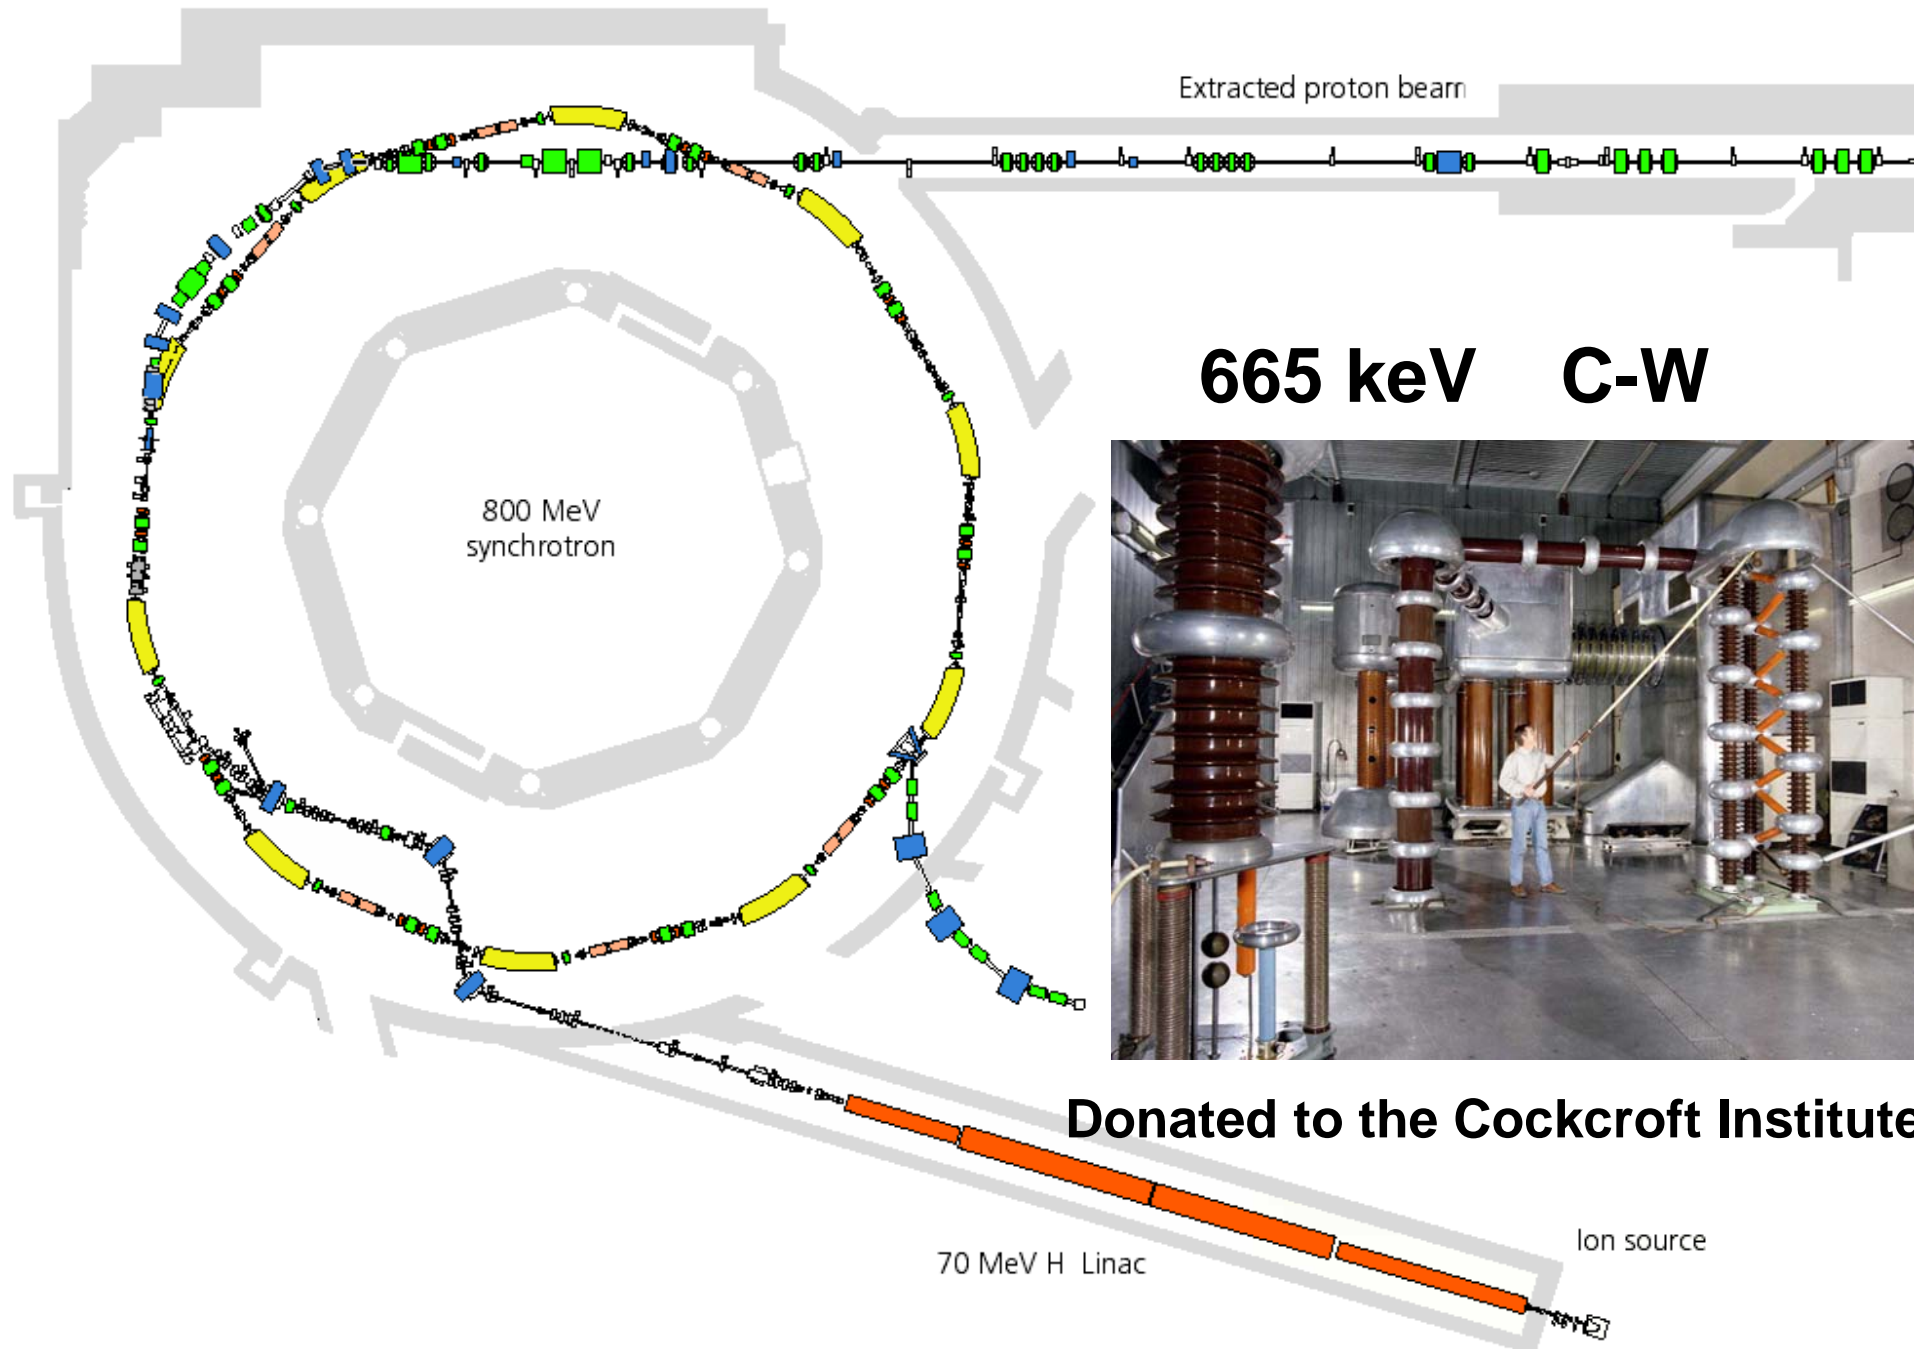 Extracted proton beam
665 keV C-W
800 MeV
synchrotron
Donated to the Cockcroft Institute
Ion source
70 MeV H Linac